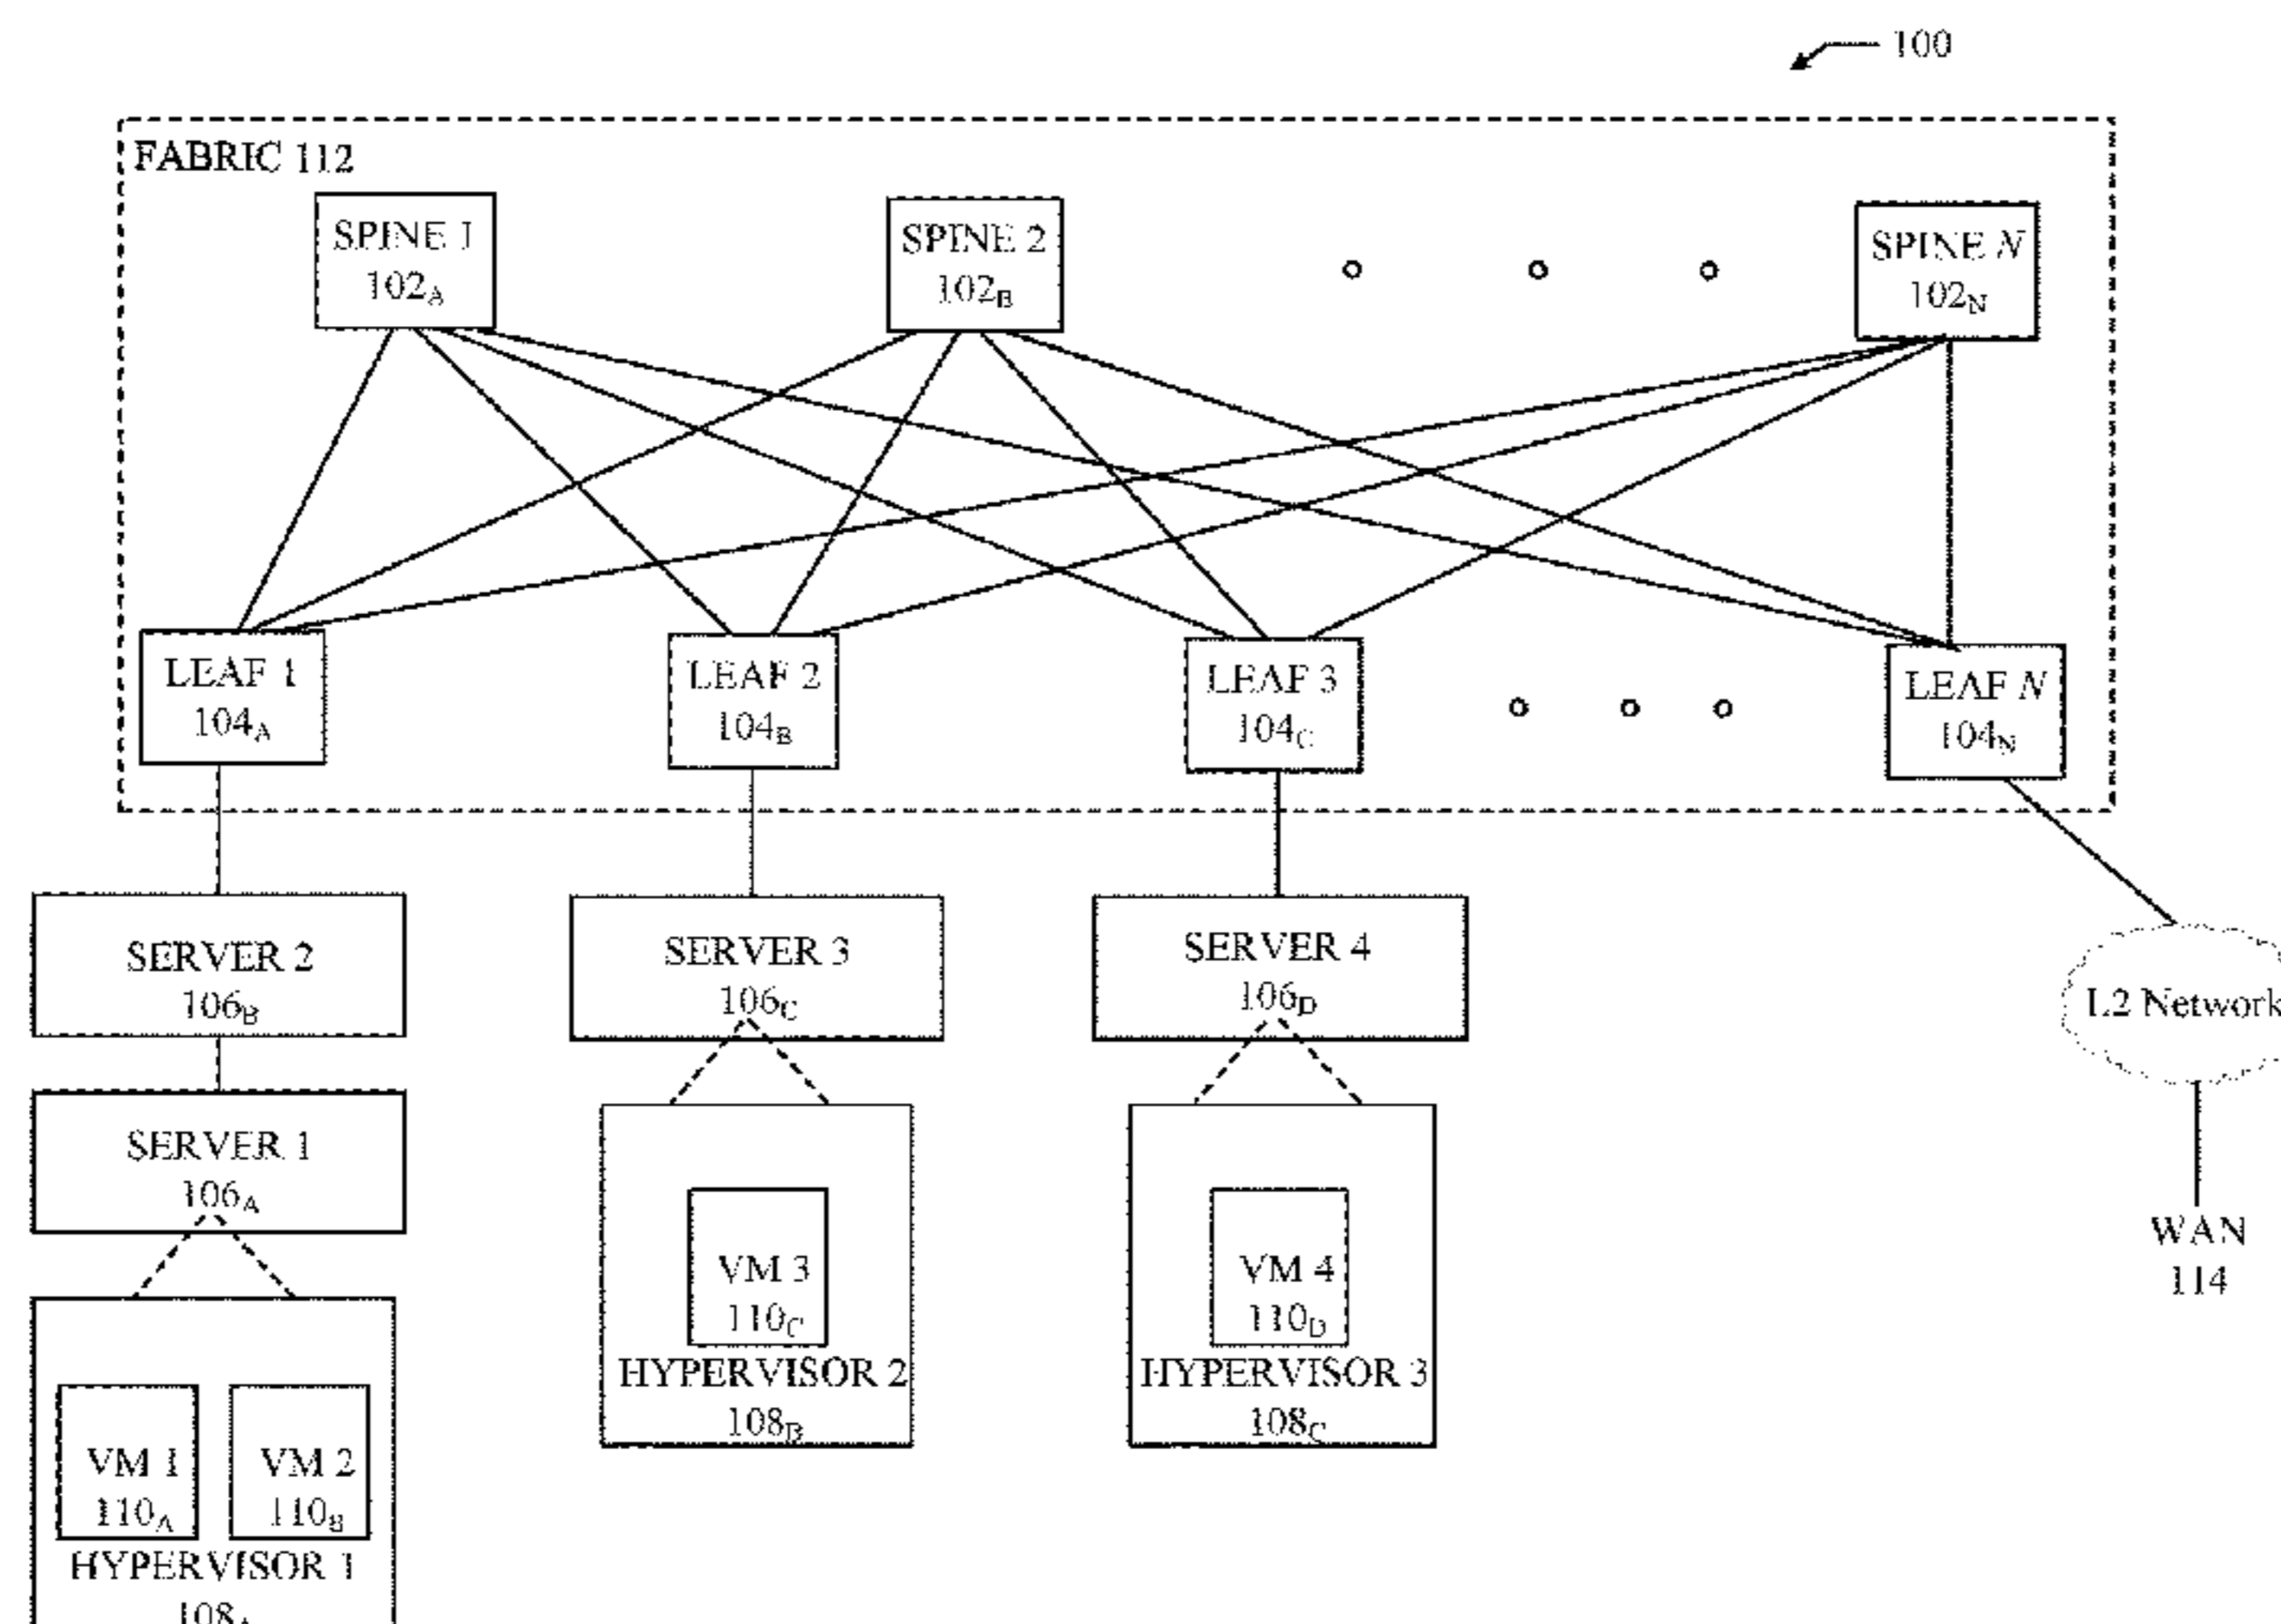 100
FABRIC 112
SPINE 1
102A
SPINE 2
102B
SPINE N
102N
LEAF 1
104A
LEAF 2
104B
LEAF 3
104C
LEAF N
104N
SERVER 2
106B
SERVER 3
106C
SERVER 4
106D
L2 Network
SERVER 1
106A
VM 3
110C
HYPERVISOR 2
108B
VM 4
110D
HYPERVISOR 3
108C
WAN
114
VM 1
110A
VM 2
110B
HYPERVISOR 1
108A